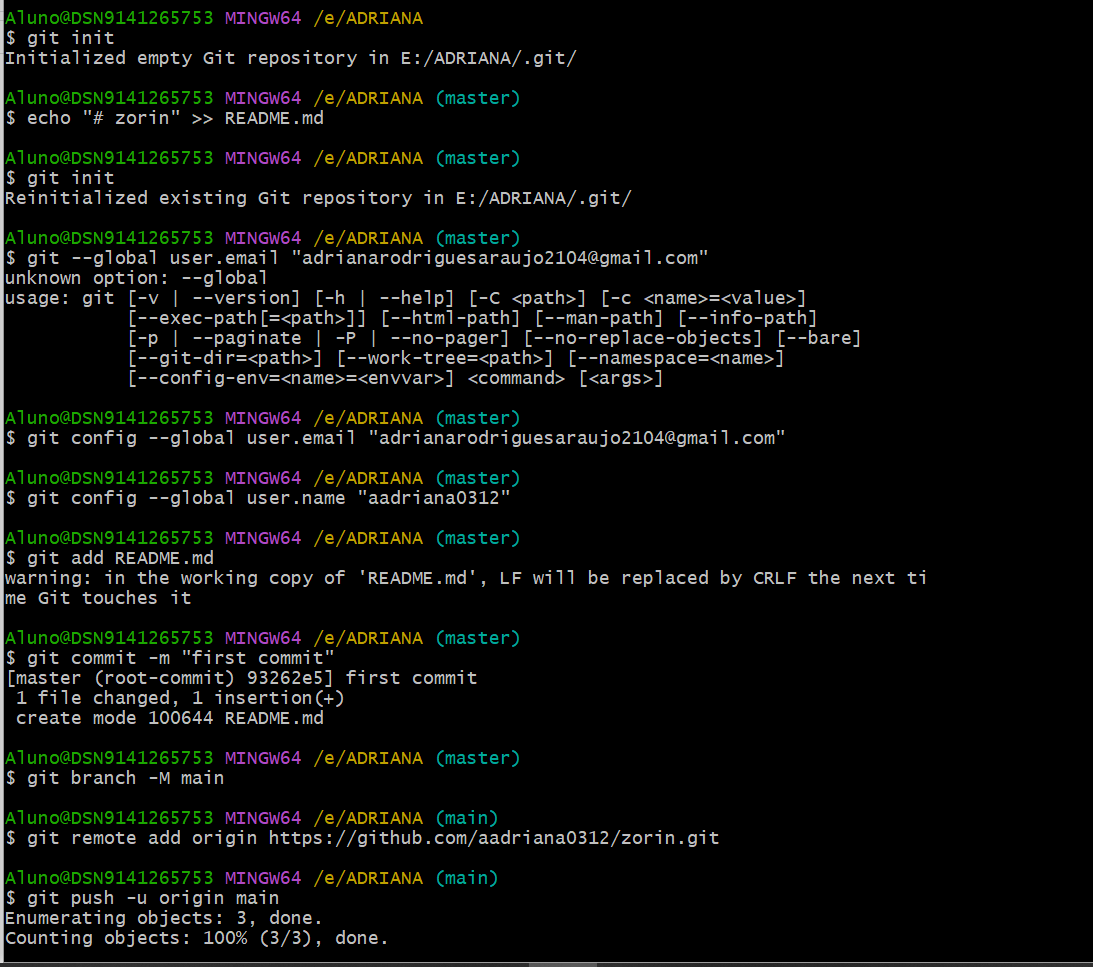 Aluno@DSN9141265753 MINGW64 /e/ADRIANA
$ git init
Initialized empty Git repository in E:/ADRIANA/.git/
Aluno@DSN9141265753 MINGW64 /e/ADRIANA (master)
$ echo "# zorin" >> README.md
Aluno@DSN9141265753 MINGW64 /e/ADRIANA (master)
$ git init
Reinitialized existing Git repository in E:/ADRIANA/.git/
Aluno@DSN9141265753 MINGW64 /e/ADRIANA (master)
$ git --global user.email "adrianarodriguesaraujo2104@gmail.com"
unknown option: --global
usage: git [-v | --version] [-h | --help] [-C <path>] [-c <name>=<value>]
           [--exec-path[=<path>]] [--html-path] [--man-path] [--info-path]
           [-p | --paginate | -P | --no-pager] [--no-replace-objects] [--bare]
           [--git-dir=<path>] [--work-tree=<path>] [--namespace=<name>]
           [--config-env=<name>=<envvar>] <command> [<args>]
Aluno@DSN9141265753 MINGW64 /e/ADRIANA (master)
$ git config --global user.email "adrianarodriguesaraujo2104@gmail.com"
Aluno@DSN9141265753 MINGW64 /e/ADRIANA (master)
$ git config --global user.name "aadriana0312"
Aluno@DSN9141265753 MINGW64 /e/ADRIANA (master)
$ git add README.md
warning: in the working copy of 'README.md', LF will be replaced by CRLF the next ti
me Git touches it
Aluno@DSN9141265753 MINGW64 /e/ADRIANA (master)
$ git commit -m "first commit"
[master (root-commit) 93262e5] first commit
 1 file changed, 1 insertion(+)
 create mode 100644 README.md
Aluno@DSN9141265753 MINGW64 /e/ADRIANA (master)
$ git branch -M main
Aluno@DSN9141265753 MINGW64 /e/ADRIANA (main)
$ git remote add origin https://github.com/aadriana0312/zorin.git
Aluno@DSN9141265753 MINGW64 /e/ADRIANA (main)
$ git push -u origin main
Enumerating objects: 3, done.
Counting objects: 100% (3/3), done.